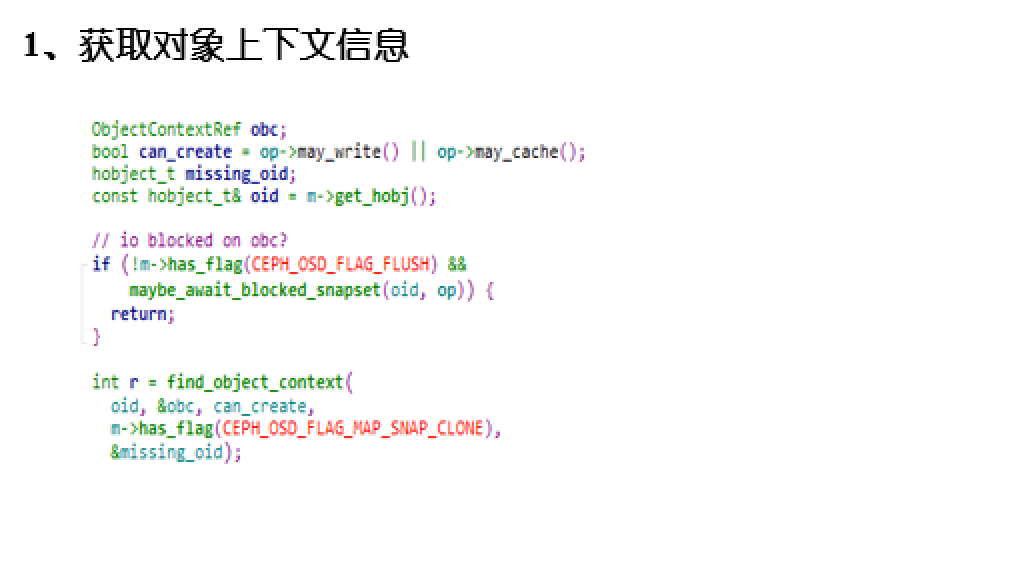 1、获取对象上下文信息
ObjectContextRef obc;
bool can_create = op->may_write() || op->may_cache();
hobject_t missing_oid;
const hobject_t& oid = m->get_hobj();
// io blocked on obc?
if (!m->has_flag(CEPH_OSD_FLAG_FLUSH) &&
maybe_await_blocked_snapset(oid, op)) {
return;
}
int r = find_object_context(
oid, &obc, can_create,
m->has_flag(CEPH_OSD_FLAG_MAP_SNAP_CLONE),
&missing_oid);